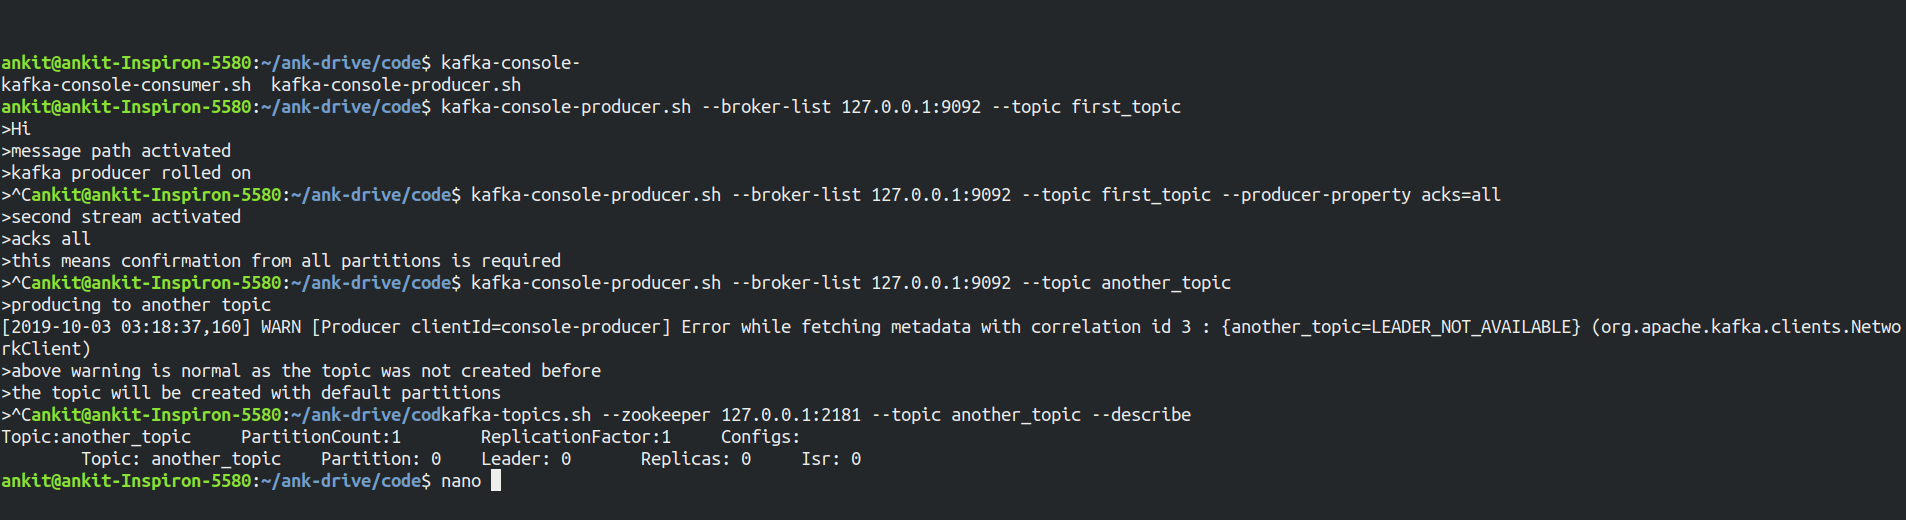 ankit@ankit-Inspiron-5580:~/ank-drive/code$ kafka-console-
kafka-console-consumer.sh  kafka-console-producer.sh
ankit@ankit-Inspiron-5580:~/ank-drive/code$ kafka-console-producer.sh --broker-list 127.0.0.1:9092 --topic first_topic
>Hi
>message path activated
>kafka producer rolled on
>^Cankit@ankit-Inspiron-5580:~/ank-drive/code$ kafka-console-producer.sh --broker-list 127.0.0.1:9092 --topic first_topic --producer-property acks=all
>second stream activated
>acks all
>this means confirmation from all partitions is required
>^Cankit@ankit-Inspiron-5580:~/ank-drive/code$ kafka-console-producer.sh --broker-list 127.0.0.1:9092 --topic another_topic
>producing to another topic
[2019-10-03 03:18:37,160] WARN [Producer clientId=console-producer] Error while fetching metadata with correlation id 3 : {another_topic=LEADER_NOT_AVAILABLE} (org.apache.kafka.clients.Netwo
rkClient)
>above warning is normal as the topic was not created before
>the topic will be created with default partitions
>^Cankit@ankit-Inspiron-5580:~/ank-drive/codkafka-topics.sh --zookeeper 127.0.0.1:2181 --topic another_topic --describe
Topic:another_topic     PartitionCount:1        ReplicationFactor:1     Configs:
        Topic: another_topic    Partition: 0    Leader: 0       Replicas: 0     Isr: 0
ankit@ankit-Inspiron-5580:~/ank-drive/code$ nano